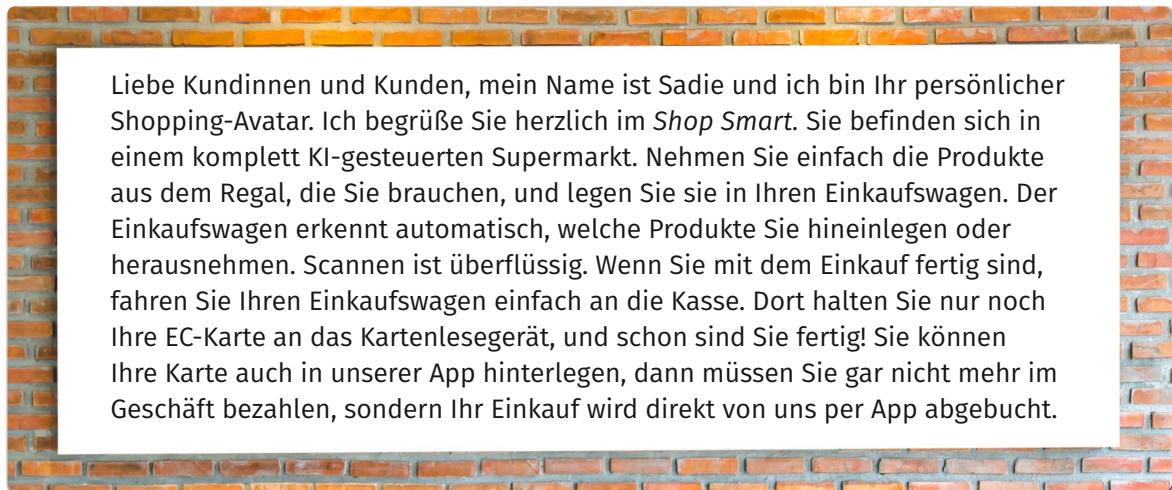 Liebe Kundinnen und Kunden, mein Name ist Sadie und ich bin Ihr persönlicher
Shopping-Avatar. Ich begrüße Sie herzlich im Shop Smart. Sie befinden sich in
einem komplett KI-gesteuerten Supermarkt. Nehmen Sie einfach die Produkte
aus dem Regal, die Sie brauchen, und legen Sie sie in Ihren Einkaufswagen. Der
Einkaufswagen erkennt automatisch, welche Produkte Sie hineinlegen oder
herausnehmen. Scannen ist überflüssig. Wenn Sie mit dem Einkauf fertig sind,
fahren Sie Ihren Einkaufswagen einfach an die Kasse. Dort halten Sie nur noch
Ihre EC-Karte an das Kartenlesegerät, und schon sind Sie fertig! Sie können
Ihre Karte auch in unserer App hinterlegen, dann müssen Sie gar nicht mehr im
Geschäft bezahlen, sondern Ihr Einkauf wird direkt von uns per App abgebucht.